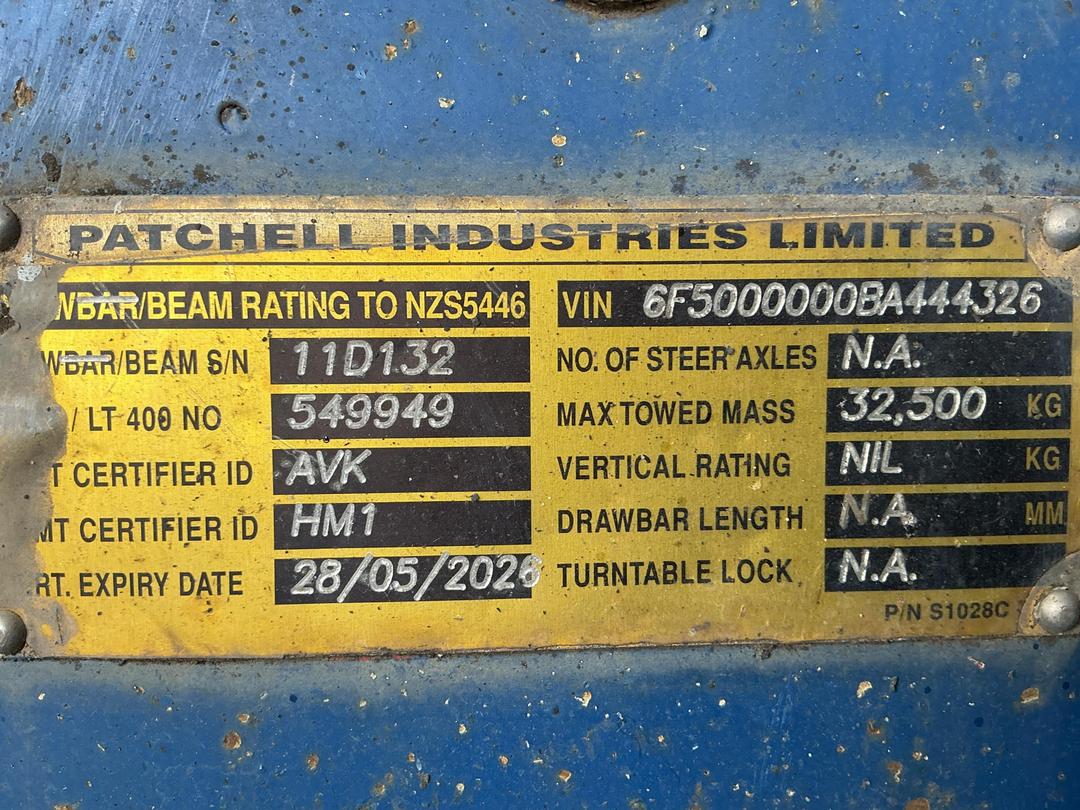 PATCHELL INDUSTRIES LIMITED
WBAR/BEAM RATING TO NZS5446
VIN 6F5000000BA444326
WBAR/BEAM S/N 11D132
NO. OF STEER AXLES N.A.
/ LT 400 NO 549949
MAX TOWED MASS 32,500 KG
T CERTIFIER ID AVK
VERTICAL RATING NIL KG
MT CERTIFIER ID HM1
DRAWBAR LENGTH N.A. MM
RT. EXPIRY DATE 28/05/2026
TURNTABLE LOCK N.A.
P/N S1028C